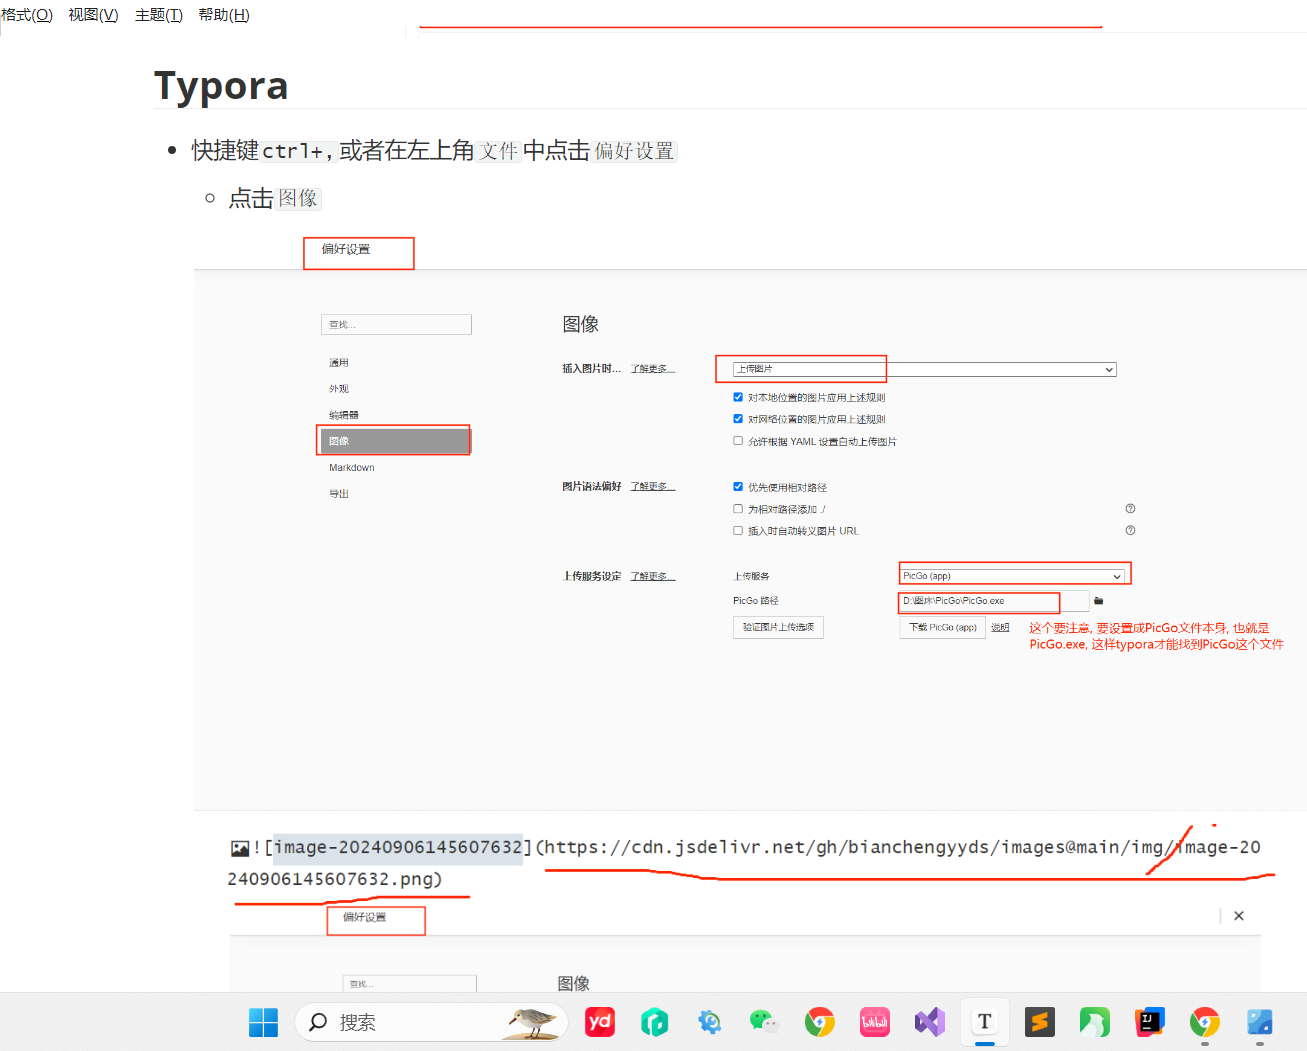 格式(O) 视图(V) 主题(T) 帮助(H)
Typora
快捷键ctrl+,或者在左上角文件中点击偏好设置
点击图像
偏好设置
查找...
图像
通用
插入图片时... 了解更多... 上传图片
外观
对本地位置的图片应用上述规则
编辑器
对网络位置的图片应用上述规则
图像
允许根据 YAML 设置自动上传图片
Markdown
图片语法偏好 了解更多... 优先使用相对路径
导出
为相对路径添加 ./
插入时自动转义图片 URL
上传服务设定 了解更多... 上传服务 PicGo (app)
PicGo 路径 D:\图床\PicGo\PicGo.exe
验证图片上传选项 下载 PicGo (app) 说明 这个要注意, 要设置成PicGo文件本身, 也就是
PicGo.exe, 这样typora才能找到PicGo这个文件
![image-20240906145607632](https://cdn.jsdelivr.net/gh/bianchengyyds/images@main/img/image-20
240906145607632.png)
偏好设置
查找...
图像
搜索
yd
bilibili
T
IJ